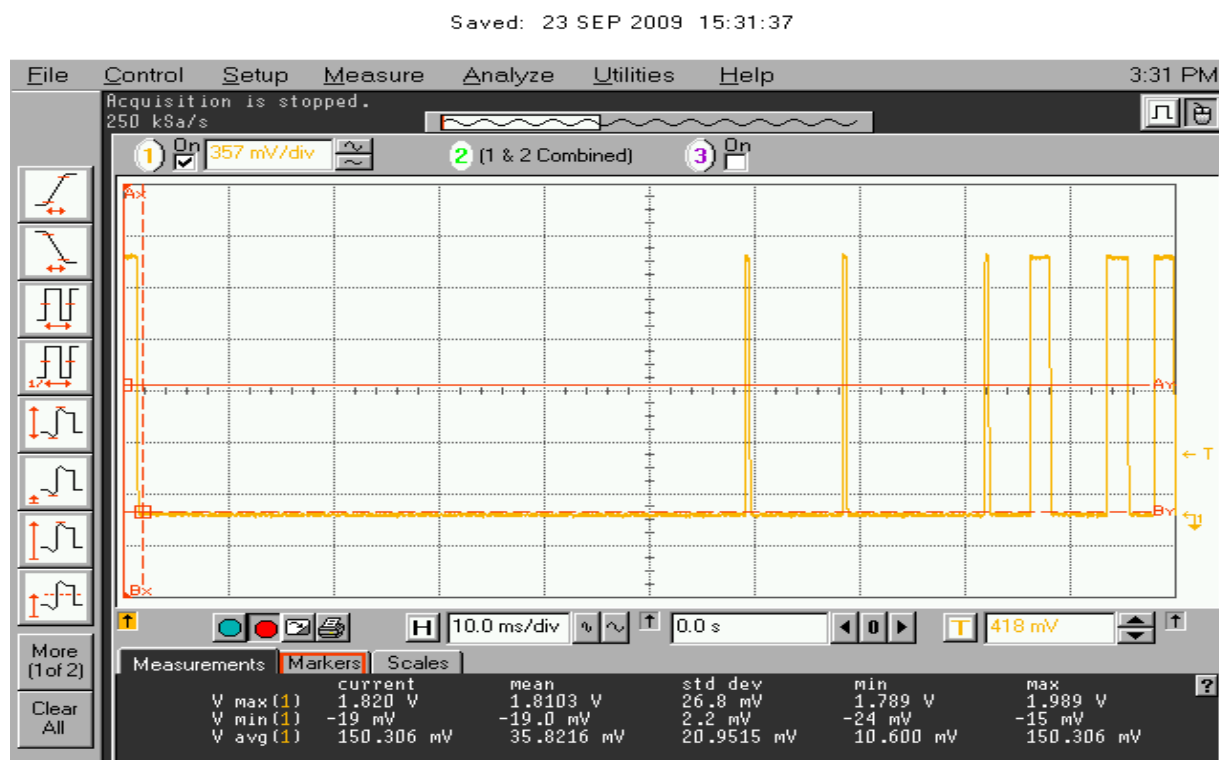 Saved: 23 SEP 2009 15:31:37
File Control Setup Measure Analyze Utilities Help 3:31 PM
Acquisition is stopped.
250 kSa/s
1 On 357 mV/div 2 (1 & 2 Combined) 3 On
Ax
Ay
T
By
1
Bx
H 10.0 ms/div 0.0 s 0 T 418 mV
More
(1 of 2)
Clear
All
Measurements Markers Scales
current mean std dev min max ?
V max(1) 1.820 V 1.8103 V 26.8 mV 1.789 V 1.989 V
V min(1) -19 mV -19.0 mV 2.2 mV -24 mV -15 mV
V avg(1) 150.306 mV 35.8216 mV 20.9515 mV 10.600 mV 150.306 mV